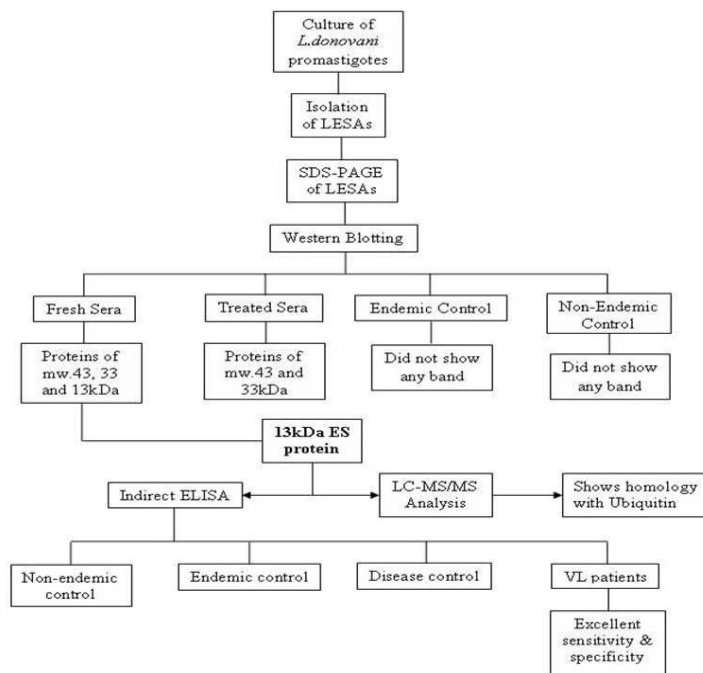 Culture of
L.donovani
promastigotes
Isolation
of LESAs
SDS-PAGE
of LESAs
Western Blotting
Fresh Sera
Treated Sera
Endemic Control
Non-Endemic
Control
Proteins of
mw.43, 33
and 13kDa
Proteins of
mw.43 and
33kDa
Did not show
any band
Did not show
any band
13kDa ES
protein
Indirect ELISA
LC-MS/MS
Analysis
Shows homology
with Ubiquitin
Non-endemic
control
Endemic control
Disease control
VL patients
Excellent
sensitivity &
specificity